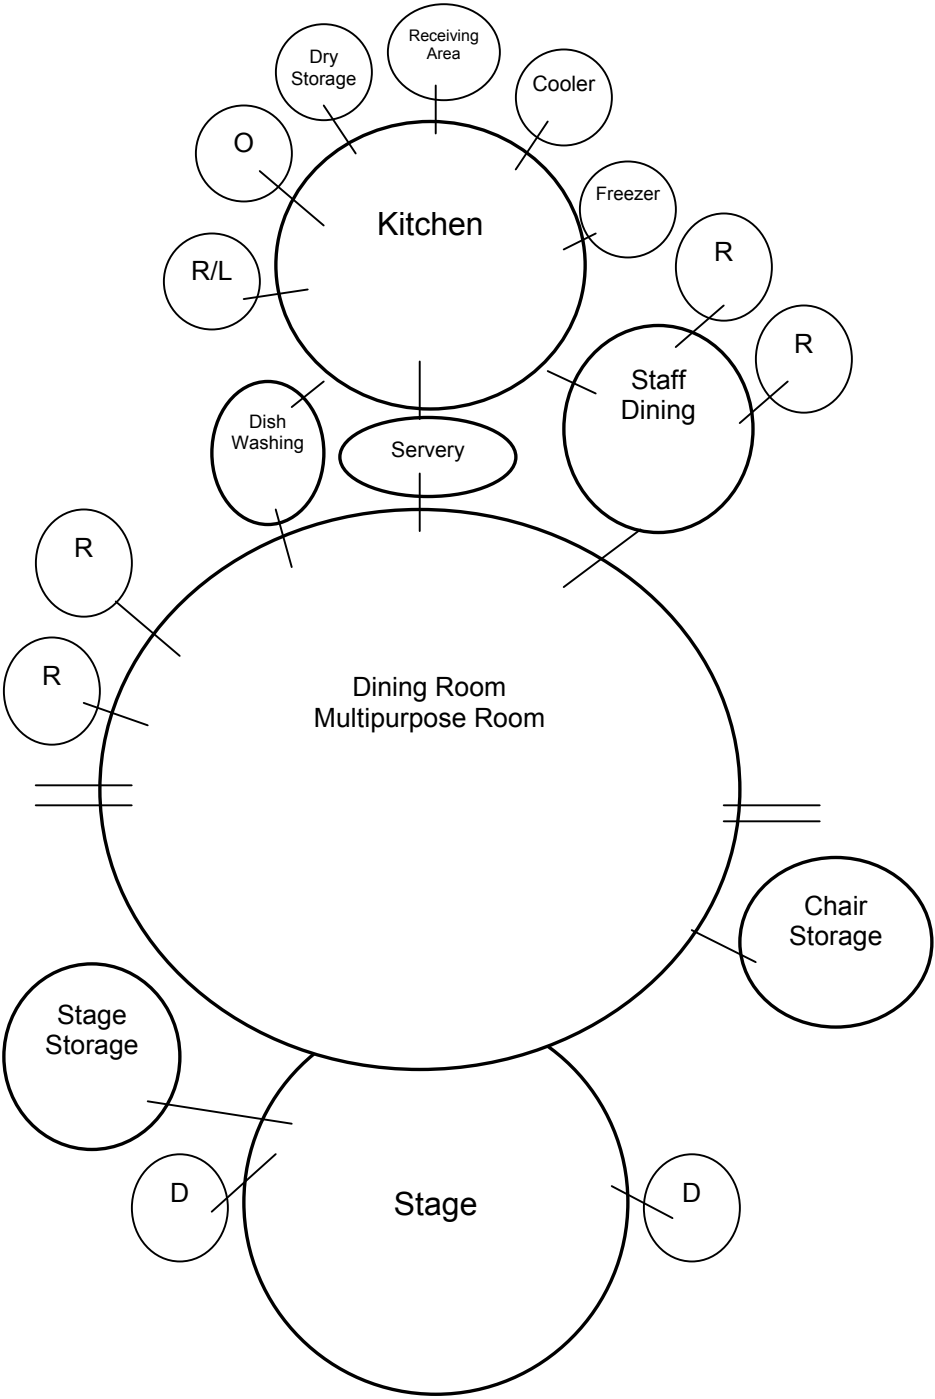 Receiving
Area
Dry
Storage
Cooler
O
Freezer
Kitchen
R
R/L
R
Staff
Dining
Dish
Washing
Servery
R
R
Dining Room
Multipurpose Room
Chair
Storage
Stage
Storage
D
Stage
D